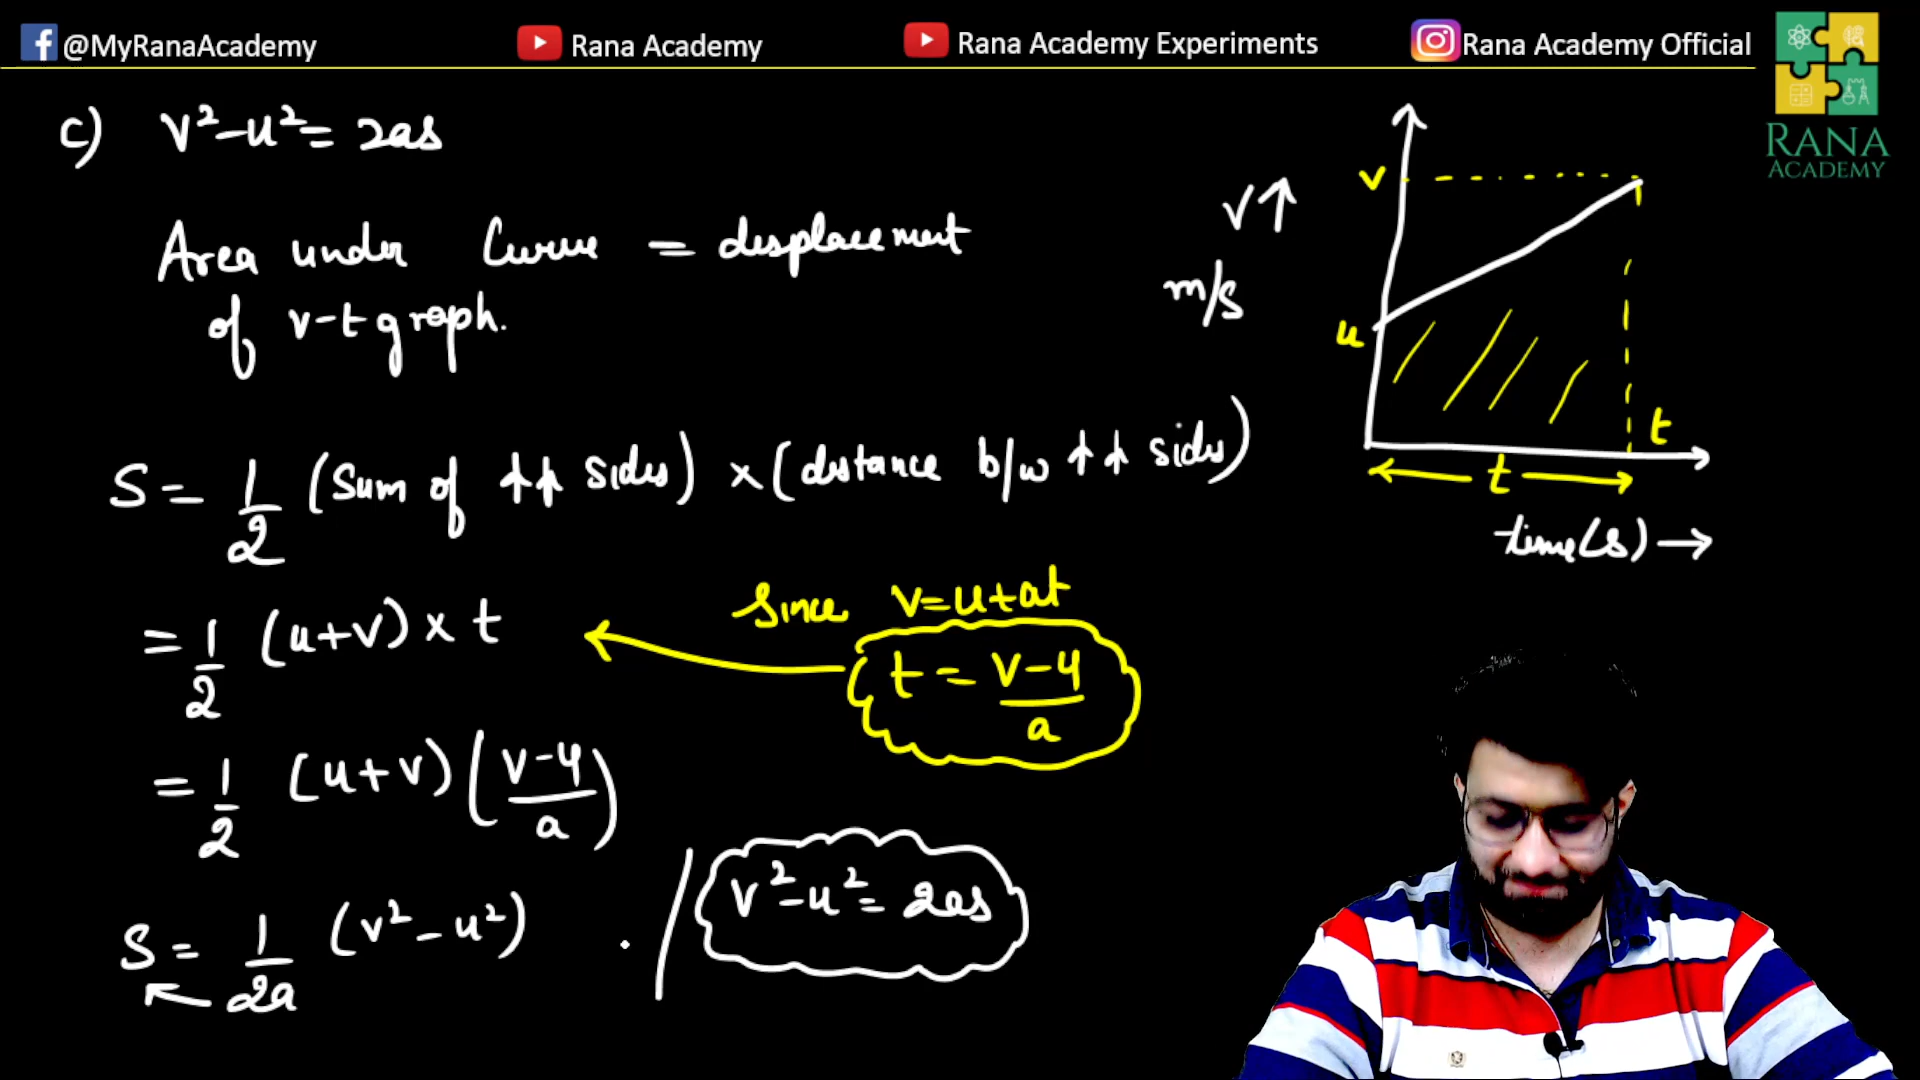 @MyRanaAcademy
Rana Academy
Rana Academy Experiments
Rana Academy Official
RANA
ACADEMY
c) v²-u²= 2as
Area under Curve = displacement
of v-t graph.
S = 1/2 (Sum of ↑↑ sides) × (distance b/w ↑↑ sides)
= 1/2 (u+v) × t
Since v=u+at
t = v-u/a
= 1/2 (u+v) (v-u/a)
S = 1/2a (v²-u²)
v²-u²= 2as
v
v↑
m/s
u
t
t
time(s) →